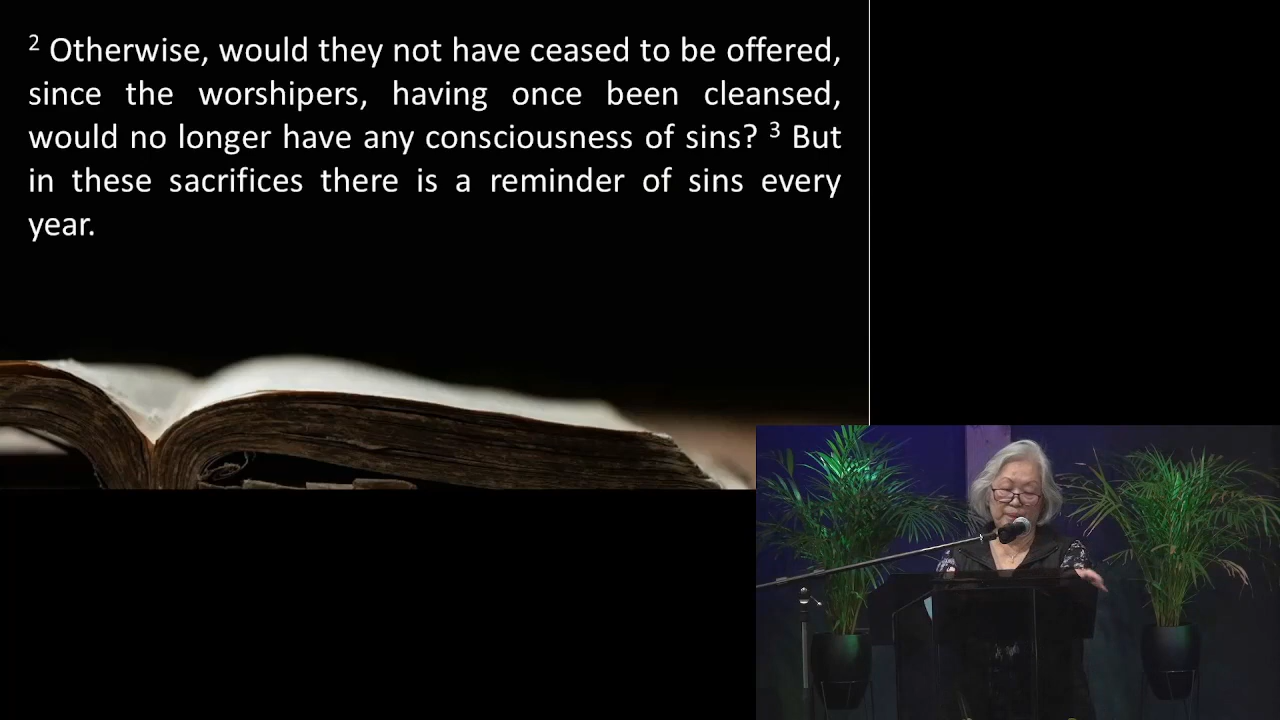 ² Otherwise, would they not have ceased to be offered,
since the worshipers, having once been cleansed,
would no longer have any consciousness of sins? ³ But
in these sacrifices there is a reminder of sins every
year.